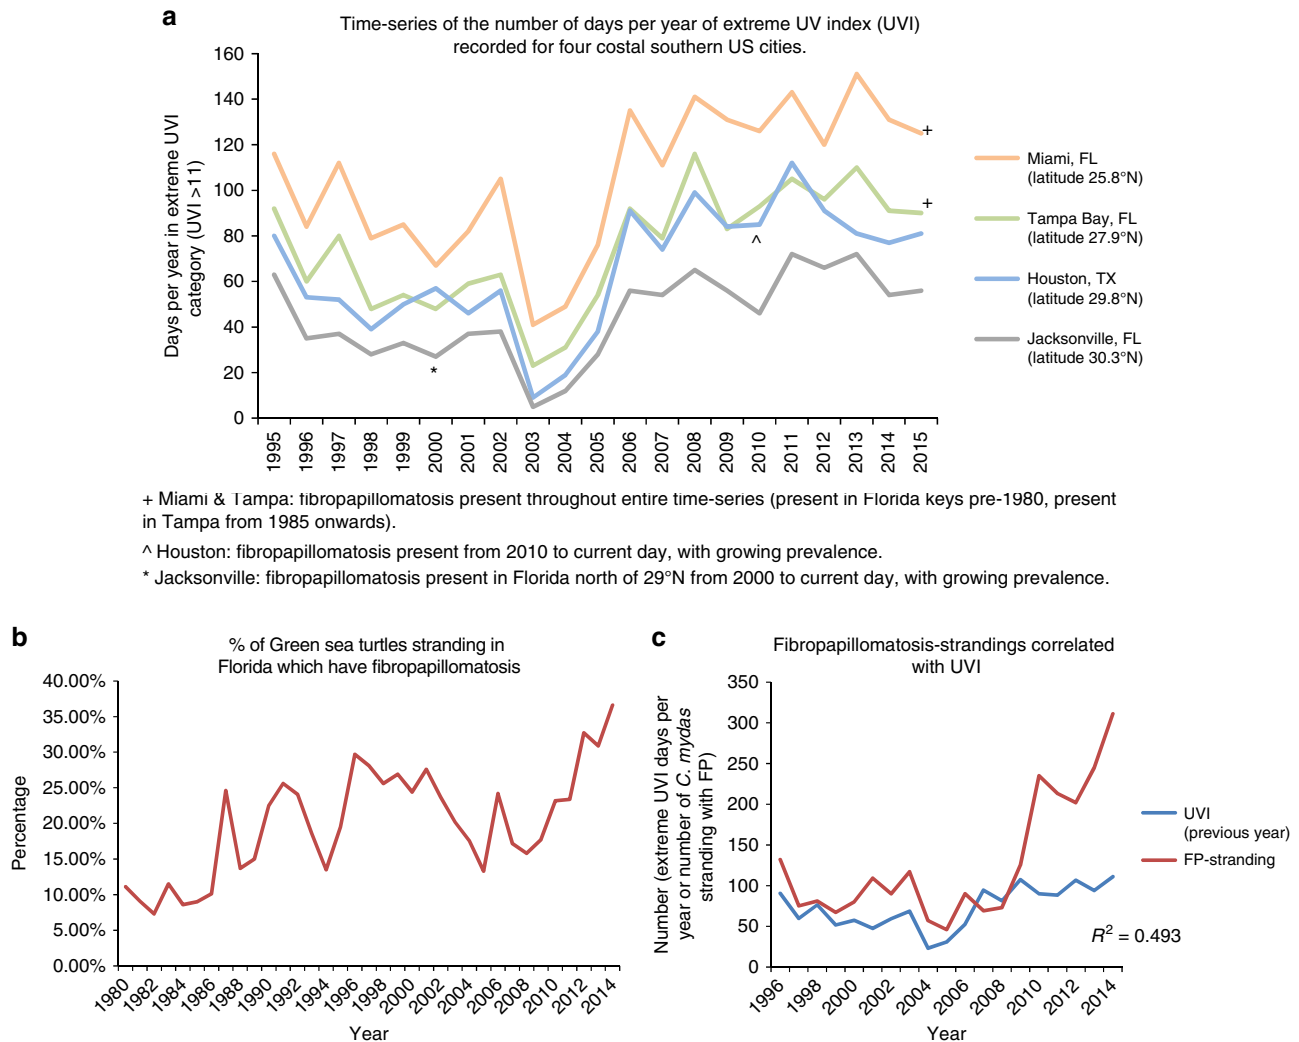 a
Time-series of the number of days per year of extreme UV index (UVI)
recorded for four costal southern US cities.
Days per year in extreme UVI
category (UVI >11)
160
140
120
100
80
60
40
20
0
1995 1996 1997 1998 1999 2000 2001 2002 2003 2004 2005 2006 2007 2008 2009 2010 2011 2012 2013 2014 2015
+
+
^
*
Miami, FL
(latitude 25.8°N)
Tampa Bay, FL
(latitude 27.9°N)
Houston, TX
(latitude 29.8°N)
Jacksonville, FL
(latitude 30.3°N)
+ Miami & Tampa: fibropapillomatosis present throughout entire time-series (present in Florida keys pre-1980, present
in Tampa from 1985 onwards).
^ Houston: fibropapillomatosis present from 2010 to current day, with growing prevalence.
* Jacksonville: fibropapillomatosis present in Florida north of 29°N from 2000 to current day, with growing prevalence.
b
% of Green sea turtles stranding in
Florida which have fibropapillomatosis
Percentage
40.00%
35.00%
30.00%
25.00%
20.00%
15.00%
10.00%
5.00%
0.00%
1980 1982 1984 1986 1988 1990 1992 1994 1996 1998 2000 2002 2004 2006 2008 2010 2012 2014
Year
c
Fibropapillomatosis-strandings correlated
with UVI
Number (extreme UVI days per
year or number of C. mydas
stranding with FP)
350
300
250
200
150
100
50
0
1996 1998 2000 2002 2004 2006 2008 2010 2012 2014
Year
UVI
(previous year)
FP-stranding
R² = 0.493